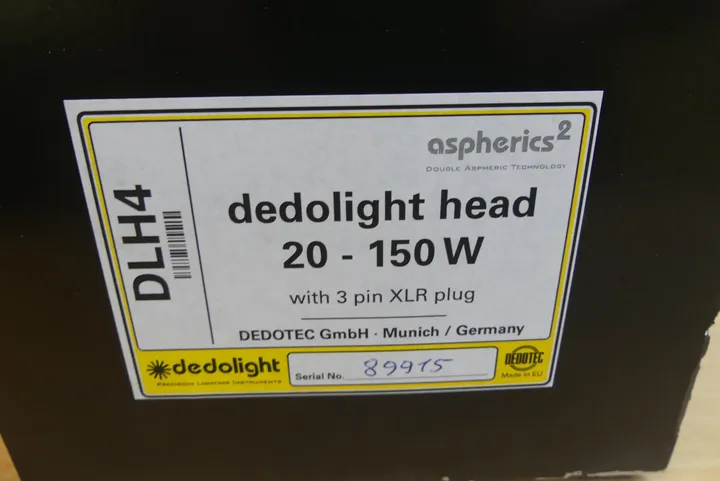 DLH4
aspherics²
DOUBLE ASPHERIC TECHNOLOGY
dedolight head
20 - 150 W
with 3 pin XLR plug
DEDOTEC GmbH · Munich / Germany
dedolight
PRECISION LIGHTING INSTRUMENTS
Serial No. 89915
DEDOTEC
Made in EU